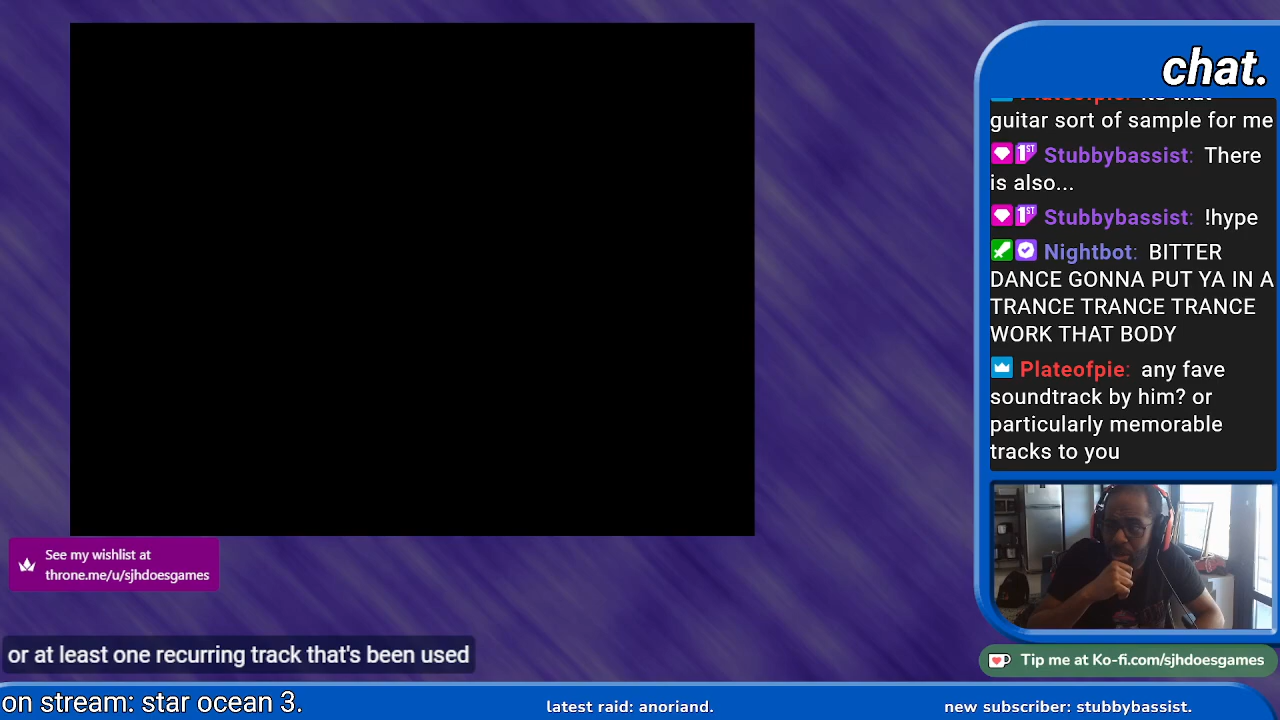 chat.
guitar sort of sample for me
1ST Stubbybassist: There
is also...
1ST Stubbybassist: !hype
Nightbot: BITTER
DANCE GONNA PUT YA IN A
TRANCE TRANCE TRANCE
WORK THAT BODY
Plateofpie: any fave
soundtrack by him? or
particularly memorable
tracks to you
See my wishlist at
throne.me/u/sjhdoesgames
or at least one recurring track that's been used
Tip me at Ko-fi.com/sjhdoesgames
on stream: star ocean 3.
latest raid: anoriand.
new subscriber: stubbybassist.